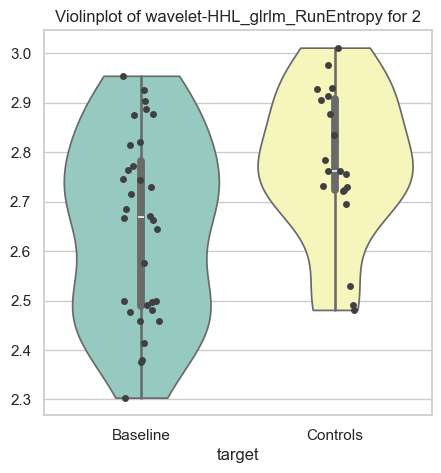 Violinplot of wavelet-HHL_glrlm_RunEntropy for 2
3.0
2.9
2.8
2.7
2.6
2.5
2.4
2.3
Baseline
Controls
target